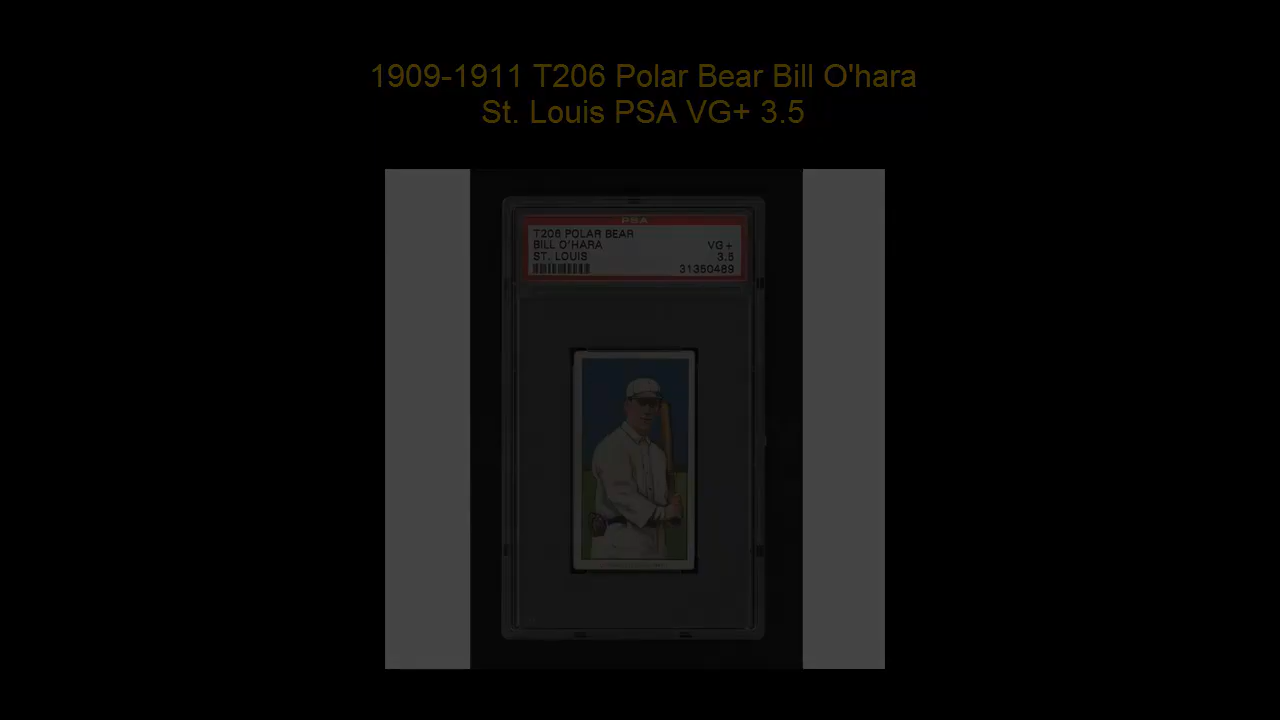 1909-1911 T206 Polar Bear Bill O'hara
St. Louis PSA VG+ 3.5
PSA
T206 POLAR BEAR
BILL O'HARA VG+
ST. LOUIS 3.5
31350489